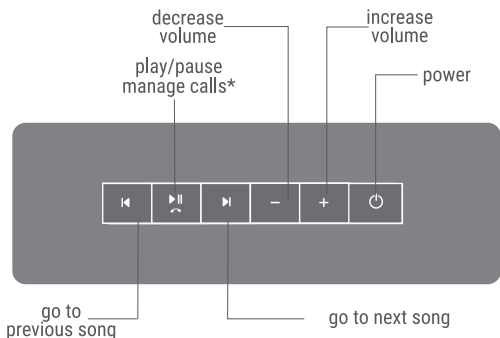 decrease
volume
increase
volume
play/pause
manage calls*
power
go to
previous song
go to next song